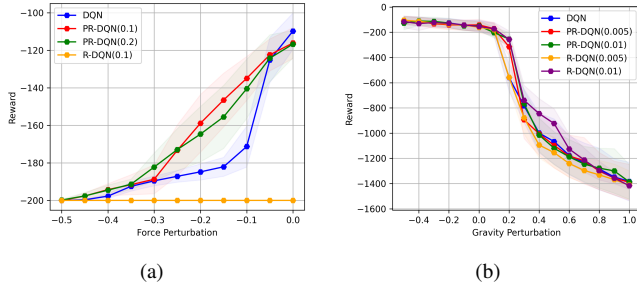 DQN
PR-DQN(0.1)
PR-DQN(0.2)
R-DQN(0.1)
Reward
−100
−120
−140
−160
−180
−200
−0.5
−0.4
−0.3
−0.2
−0.1
0.0
Force Perturbation
(a)
DQN
PR-DQN(0.005)
PR-DQN(0.01)
R-DQN(0.005)
R-DQN(0.01)
Reward
0
−200
−400
−600
−800
−1000
−1200
−1400
−1600
−0.4
−0.2
0.0
0.2
0.4
0.6
0.8
1.0
Gravity Perturbation
(b)